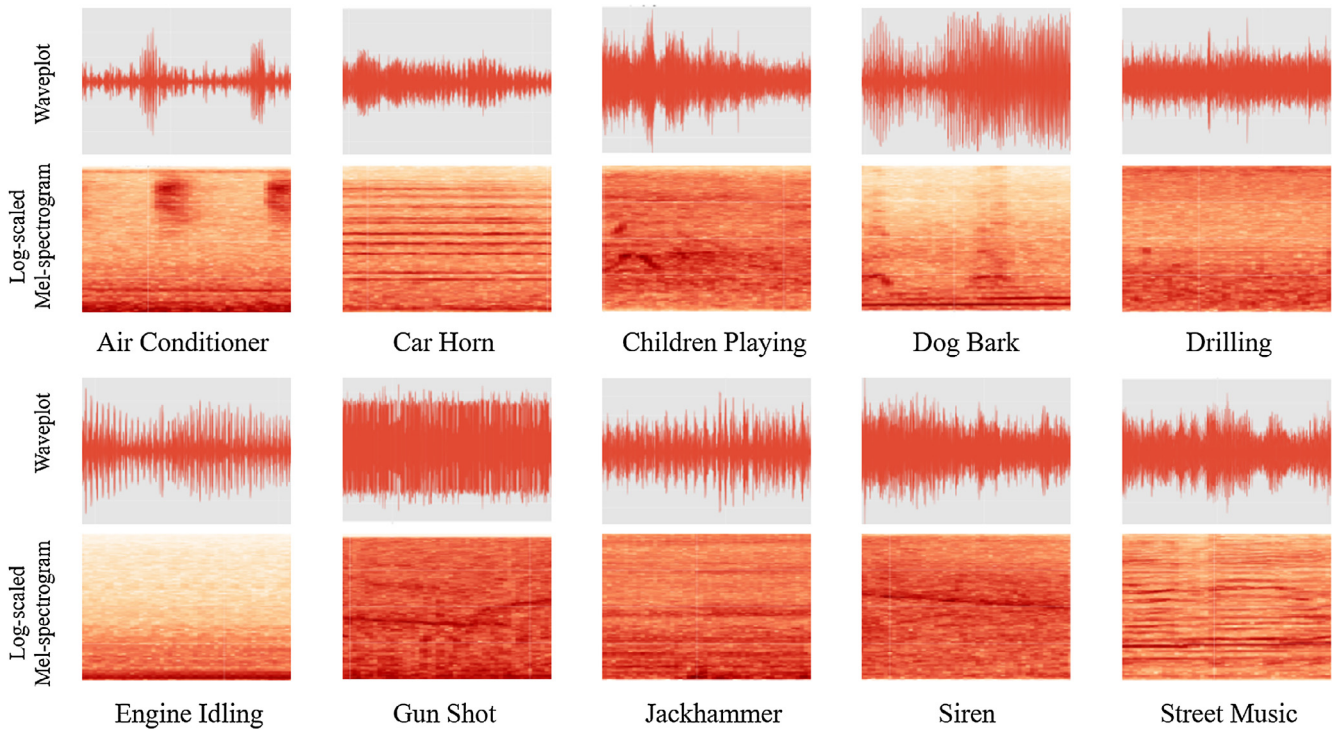 Waveplot
Log-scaled
Mel-spectrogram
Air Conditioner
Car Horn
Children Playing
Dog Bark
Drilling
Waveplot
Log-scaled
Mel-spectrogram
Engine Idling
Gun Shot
Jackhammer
Siren
Street Music